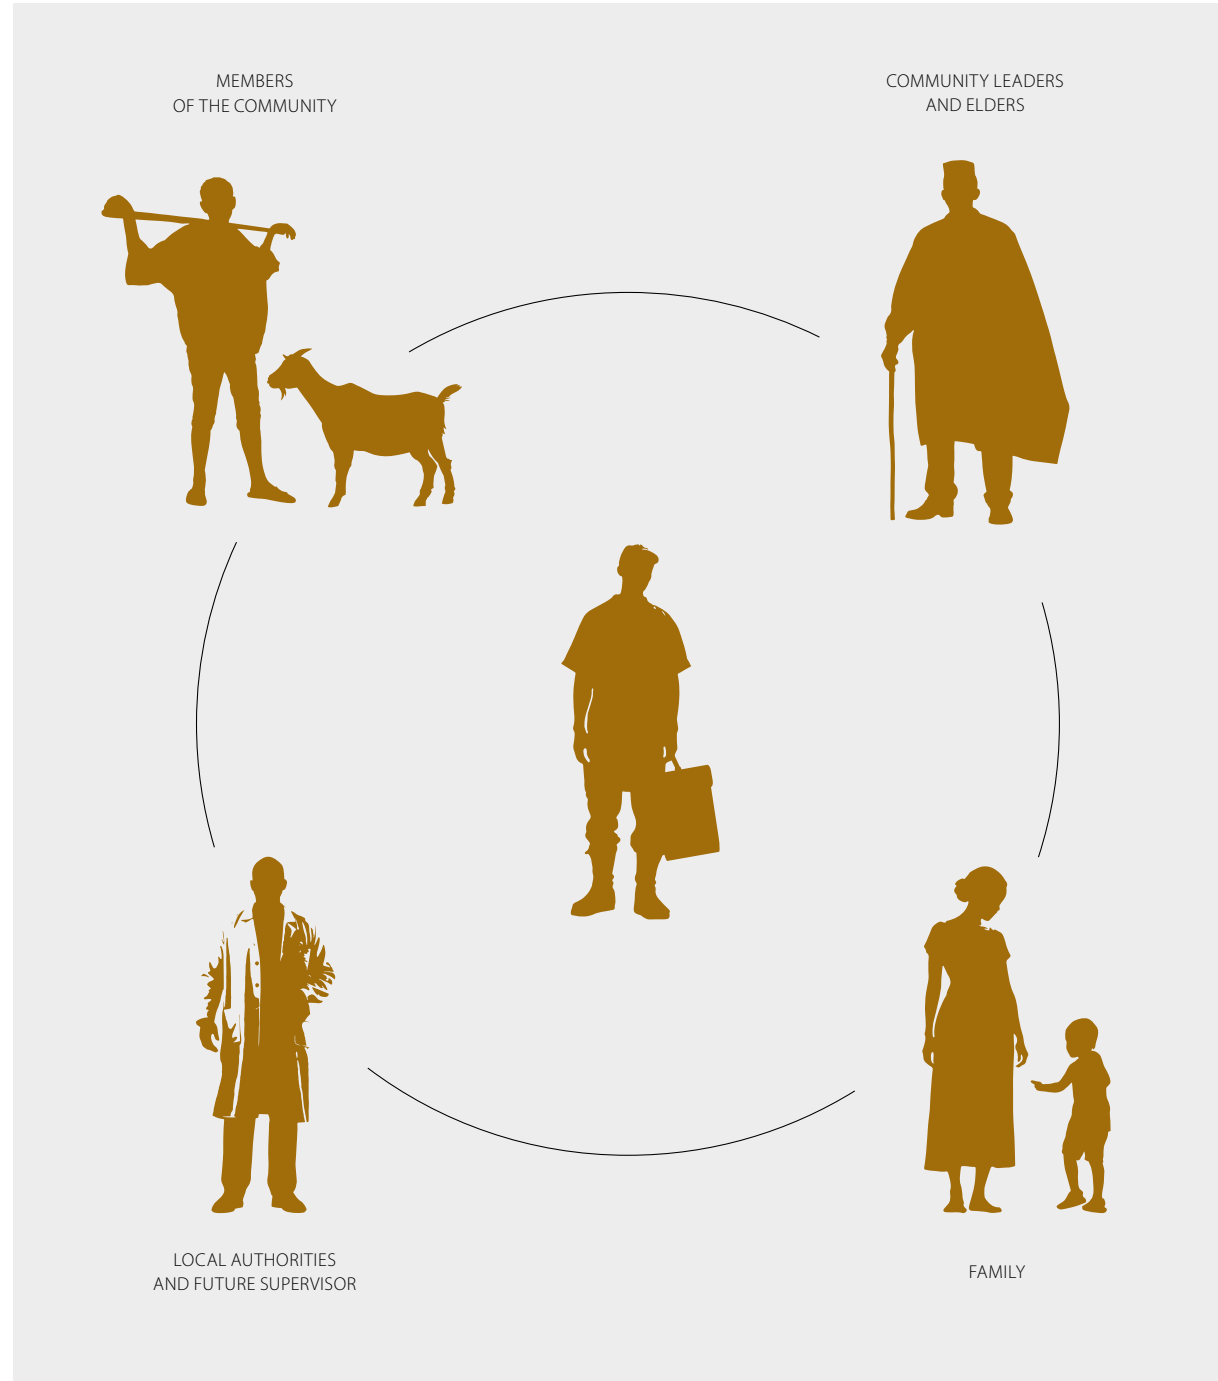 MEMBERS
OF THE COMMUNITY
COMMUNITY LEADERS
AND ELDERS
LOCAL AUTHORITIES
AND FUTURE SUPERVISOR
FAMILY